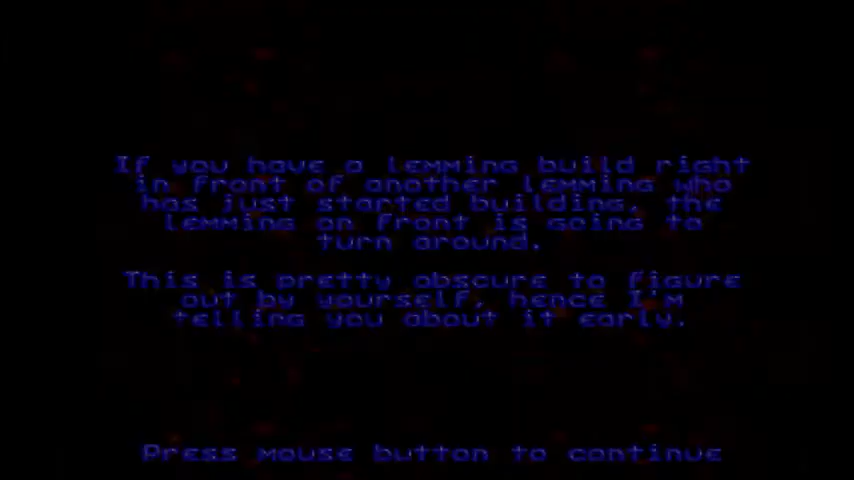 If you have a lemming build right
in front of another lemming who
has just started building, the
lemming on front is going to
turn around.
This is pretty obscure to figure
out by yourself, hence I'm
telling you about it early.
Press mouse button to continue